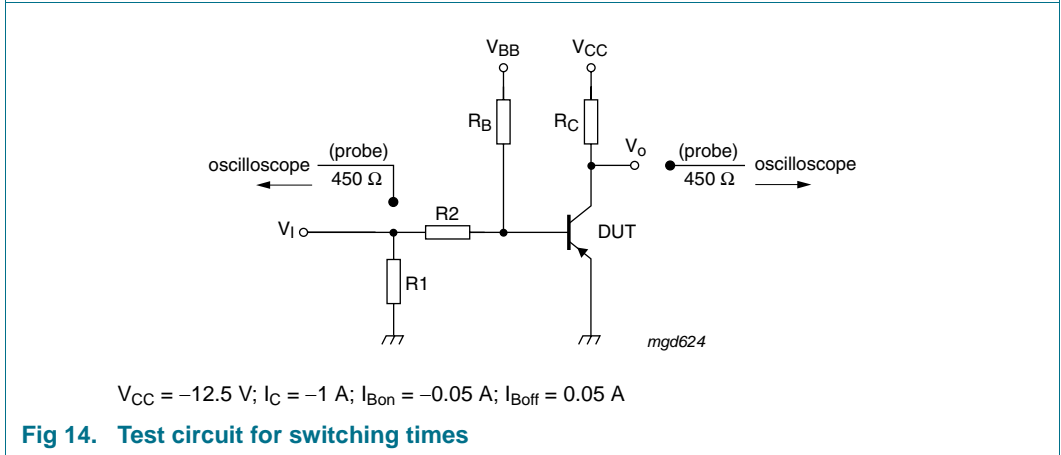 VBB
VCC
RB
RC
Vo
oscilloscope (probe) 450 Ω
(probe) 450 Ω oscilloscope
R2
VI
DUT
R1
mgd624
VCC = −12.5 V; IC = −1 A; IBon = −0.05 A; IBoff = 0.05 A
Fig 14. Test circuit for switching times